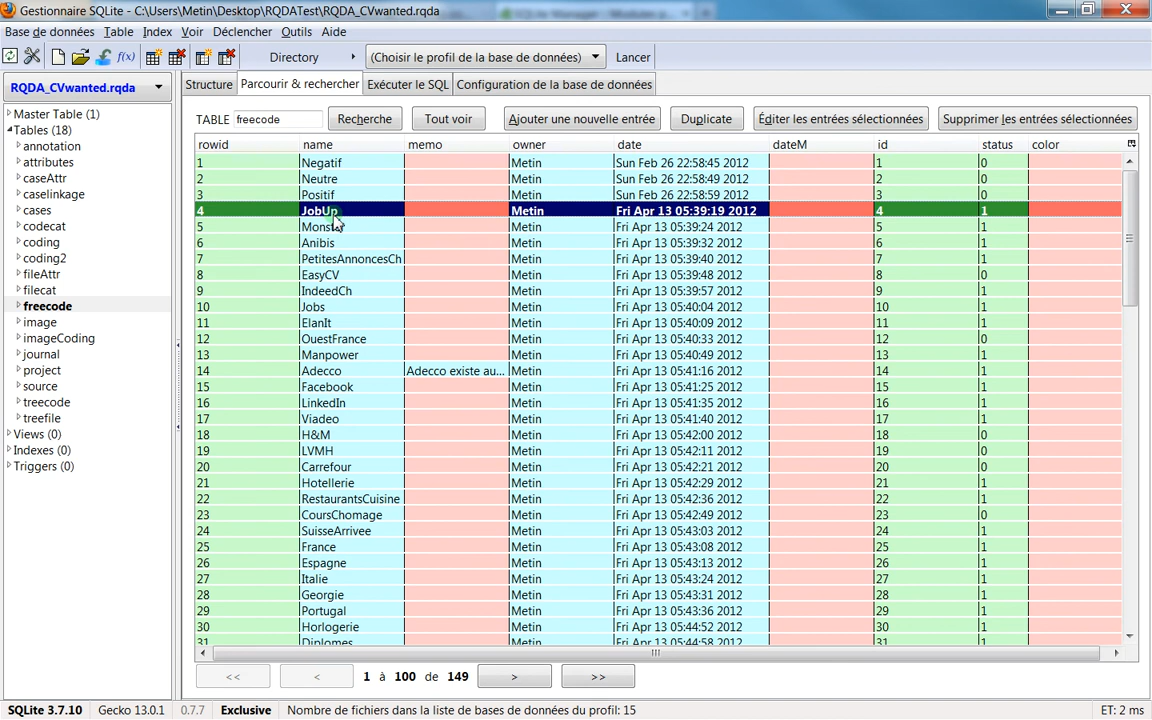 Gestionnaire SQLite - C:\Users\Metin\Desktop\RQDATest\RQDA_CVwanted.rqda
Base de données Table Index Voir Déclencher Outils Aide
f(x) Directory (Choisir le profil de la base de données) Lancer
RQDA_CVwanted.rqda
Structure Parcourir & rechercher Exécuter le SQL Configuration de la base de données
Master Table (1)
Tables (18)
annotation
attributes
caseAttr
caselinkage
cases
codecat
coding
coding2
fileAttr
filecat
freecode
image
imageCoding
journal
project
source
treecode
treefile
Views (0)
Indexes (0)
Triggers (0)
TABLE freecode Recherche Tout voir Ajouter une nouvelle entrée Duplicate Éditer les entrées sélectionnées Supprimer les entrées sélectionnées
rowid name memo owner date dateM id status color
1 Negatif Metin Sun Feb 26 22:58:45 2012 1 0
2 Neutre Metin Sun Feb 26 22:58:49 2012 2 0
3 Positif Metin Sun Feb 26 22:58:59 2012 3 0
4 JobUp Metin Fri Apr 13 05:39:19 2012 4 1
5 Metin Fri Apr 13 05:39:24 2012 5 1
6 Anibis Metin Fri Apr 13 05:39:32 2012 6 1
7 PetitesAnnoncesCh Metin Fri Apr 13 05:39:40 2012 7 1
8 EasyCV Metin Fri Apr 13 05:39:48 2012 8 0
9 IndeedCh Metin Fri Apr 13 05:39:57 2012 9 1
10 Jobs Metin Fri Apr 13 05:40:04 2012 10 1
11 ElanIt Metin Fri Apr 13 05:40:09 2012 11 1
12 OuestFrance Metin Fri Apr 13 05:40:33 2012 12 0
13 Manpower Metin Fri Apr 13 05:40:49 2012 13 1
14 Adecco Adecco existe au... Metin Fri Apr 13 05:41:16 2012 14 1
15 Facebook Metin Fri Apr 13 05:41:25 2012 15 1
16 LinkedIn Metin Fri Apr 13 05:41:35 2012 16 1
17 Viadeo Metin Fri Apr 13 05:41:40 2012 17 1
18 H&M Metin Fri Apr 13 05:42:00 2012 18 0
19 LVMH Metin Fri Apr 13 05:42:11 2012 19 0
20 Carrefour Metin Fri Apr 13 05:42:21 2012 20 0
21 Hotellerie Metin Fri Apr 13 05:42:29 2012 21 1
22 RestaurantsCuisine Metin Fri Apr 13 05:42:36 2012 22 1
23 CoursChomage Metin Fri Apr 13 05:42:49 2012 23 0
24 SuisseArrivee Metin Fri Apr 13 05:43:03 2012 24 1
25 France Metin Fri Apr 13 05:43:08 2012 25 1
26 Espagne Metin Fri Apr 13 05:43:13 2012 26 1
27 Italie Metin Fri Apr 13 05:43:24 2012 27 1
28 Georgie Metin Fri Apr 13 05:43:31 2012 28 1
29 Portugal Metin Fri Apr 13 05:43:36 2012 29 1
30 Horlogerie Metin Fri Apr 13 05:44:52 2012 30 1
31 Diplomes Metin Fri Apr 13 05:44:58 2012 31 1
<< < 1 à 100 de 149 > >>
SQLite 3.7.10 Gecko 13.0.1 0.7.7 Exclusive Nombre de fichiers dans la liste de bases de données du profil: 15 ET: 2 ms